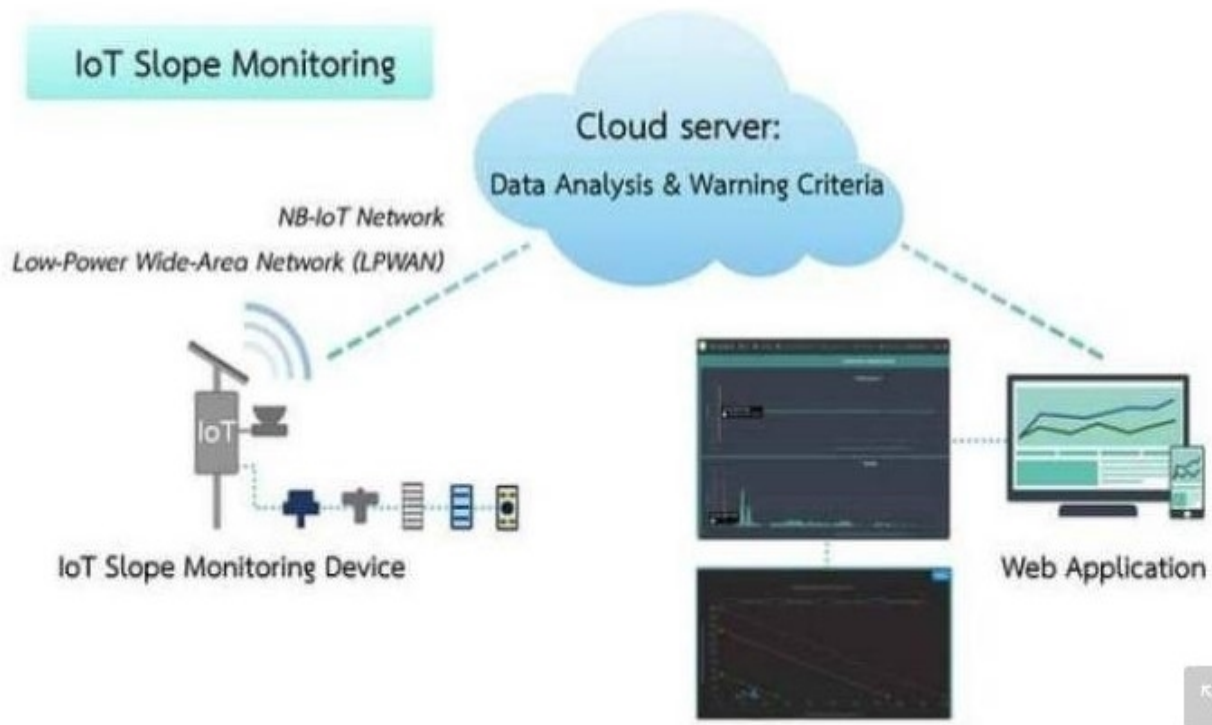 IoT Slope Monitoring
Cloud server:
Data Analysis & Warning Criteria
NB-IoT Network
Low-Power Wide-Area Network (LPWAN)
IoT
IoT Slope Monitoring Device
Web Application